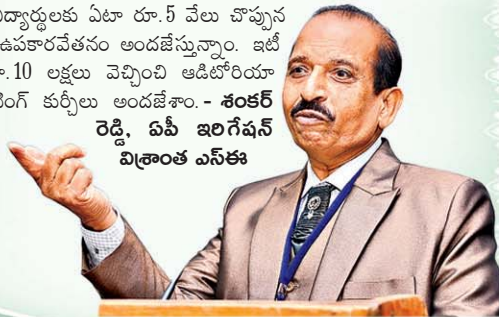 విద్యార్థులకు ఏటా రూ.5 వేలు చొప్పున
ఉపకారవేతనం అందజేస్తున్నాం. ఇటీ
రూ.10 లక్షలు వెచ్చించి ఆడిటోరియా
టింగ్ కుర్చీలు అందజేశాం. - శంకర్
రెడ్డి, ఏపీ ఇరిగేషన్
విశ్రాంత ఎస్ఈ